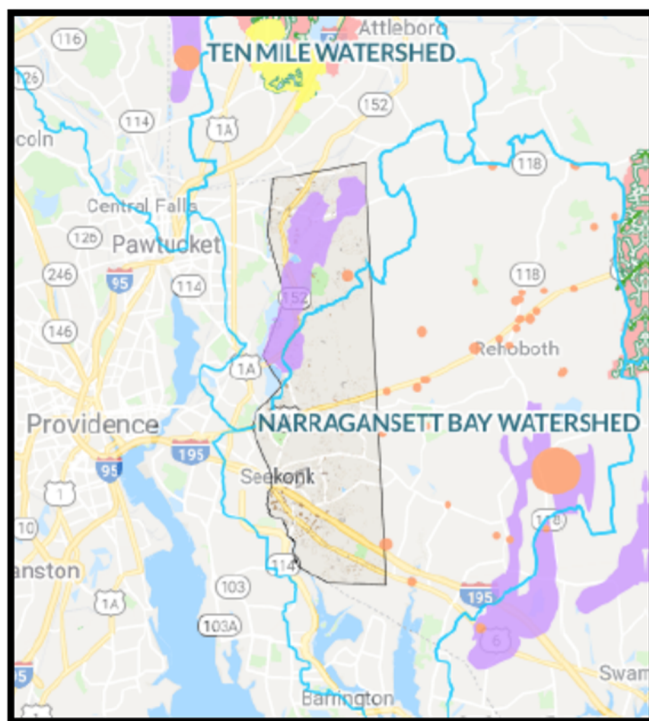 116
Attleboro
TEN MILE WATERSHED
126
152
114
1A
coln
118
Central Falls
126
Pawtucket
246
95
114
118
152
146
Rehoboth
1A
Providence
NARRAGANSETT BAY WATERSHED
195
95
Seekonk
1
118
10
114
anston
103
195
1A
103A
6
95
Swam
Barrington
1